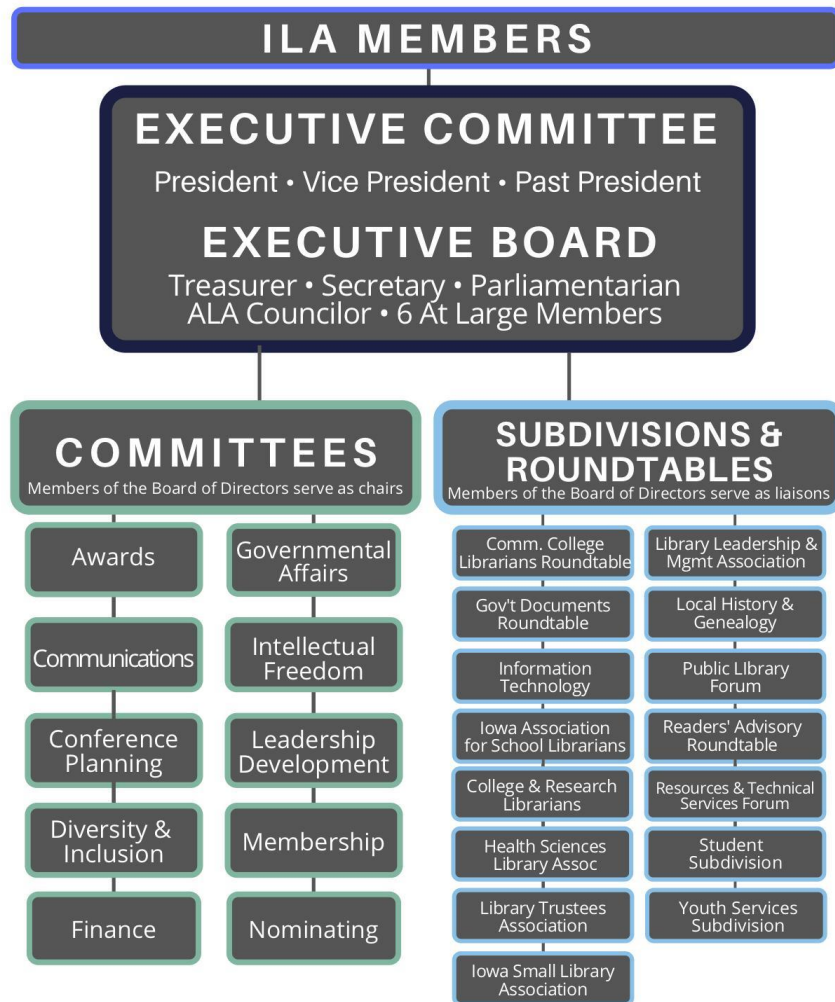 ILA MEMBERS
EXECUTIVE COMMITTEE
President • Vice President • Past President
EXECUTIVE BOARD
Treasurer • Secretary • Parliamentarian
ALA Councilor • 6 At Large Members
COMMITTEES
Members of the Board of Directors serve as chairs
Awards
Communications
Conference
Planning
Diversity &
Inclusion
Finance
Governmental
Affairs
Intellectual
Freedom
Leadership
Development
Membership
Nominating
SUBDIVISIONS &
ROUNDTABLES
Members of the Board of Directors serve as liaisons
Comm. College
Librarians Roundtable
Gov't Documents
Roundtable
Information
Technology
Iowa Association
for School Librarians
College & Research
Librarians
Health Sciences
Library Assoc
Library Trustees
Association
Iowa Small Library
Association
Library Leadership &
Mgmt Association
Local History &
Genealogy
Public LIbrary
Forum
Readers' Advisory
Roundtable
Resources & Technical
Services Forum
Student
Subdivision
Youth Services
Subdivision